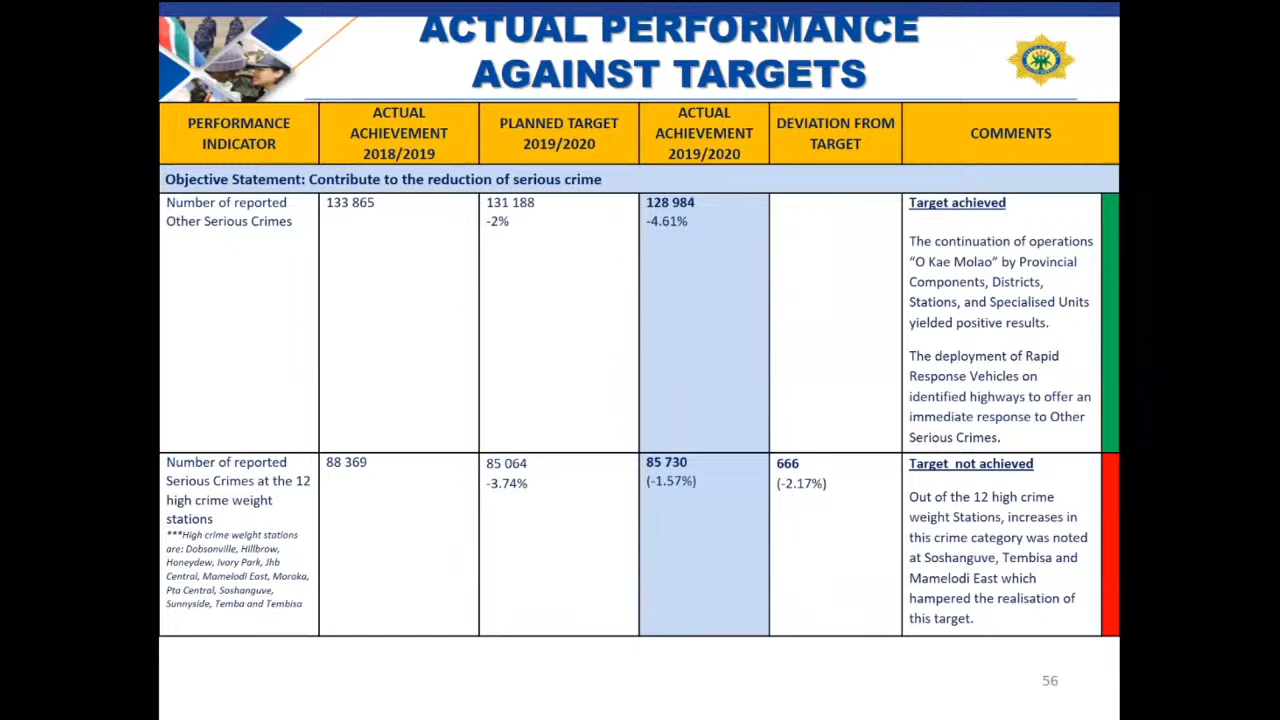 ACTUAL PERFORMANCE
AGAINST TARGETS
PERFORMANCE
INDICATOR
ACTUAL
ACHIEVEMENT
2018/2019
PLANNED TARGET
2019/2020
ACTUAL
ACHIEVEMENT
2019/2020
DEVIATION FROM
TARGET
COMMENTS
Objective Statement: Contribute to the reduction of serious crime
Number of reported
Other Serious Crimes
133 865
131 188
-2%
128 984
-4.61%
Target achieved
The continuation of operations
“O Kae Molao” by Provincial
Components, Districts,
Stations, and Specialised Units
yielded positive results.
The deployment of Rapid
Response Vehicles on
identified highways to offer an
immediate response to Other
Serious Crimes.
Number of reported
Serious Crimes at the 12
high crime weight
stations
***High crime weight stations
are: Dobsonville, Hillbrow,
Honeydew, Ivory Park, Jhb
Central, Mamelodi East, Moroka,
Pta Central, Soshanguve,
Sunnyside, Temba and Tembisa
88 369
85 064
-3.74%
85 730
(-1.57%)
666
(-2.17%)
Target  not achieved
Out of the 12 high crime
weight Stations, increases in
this crime category was noted
at Soshanguve, Tembisa and
Mamelodi East which
hampered the realisation of
this target.
56